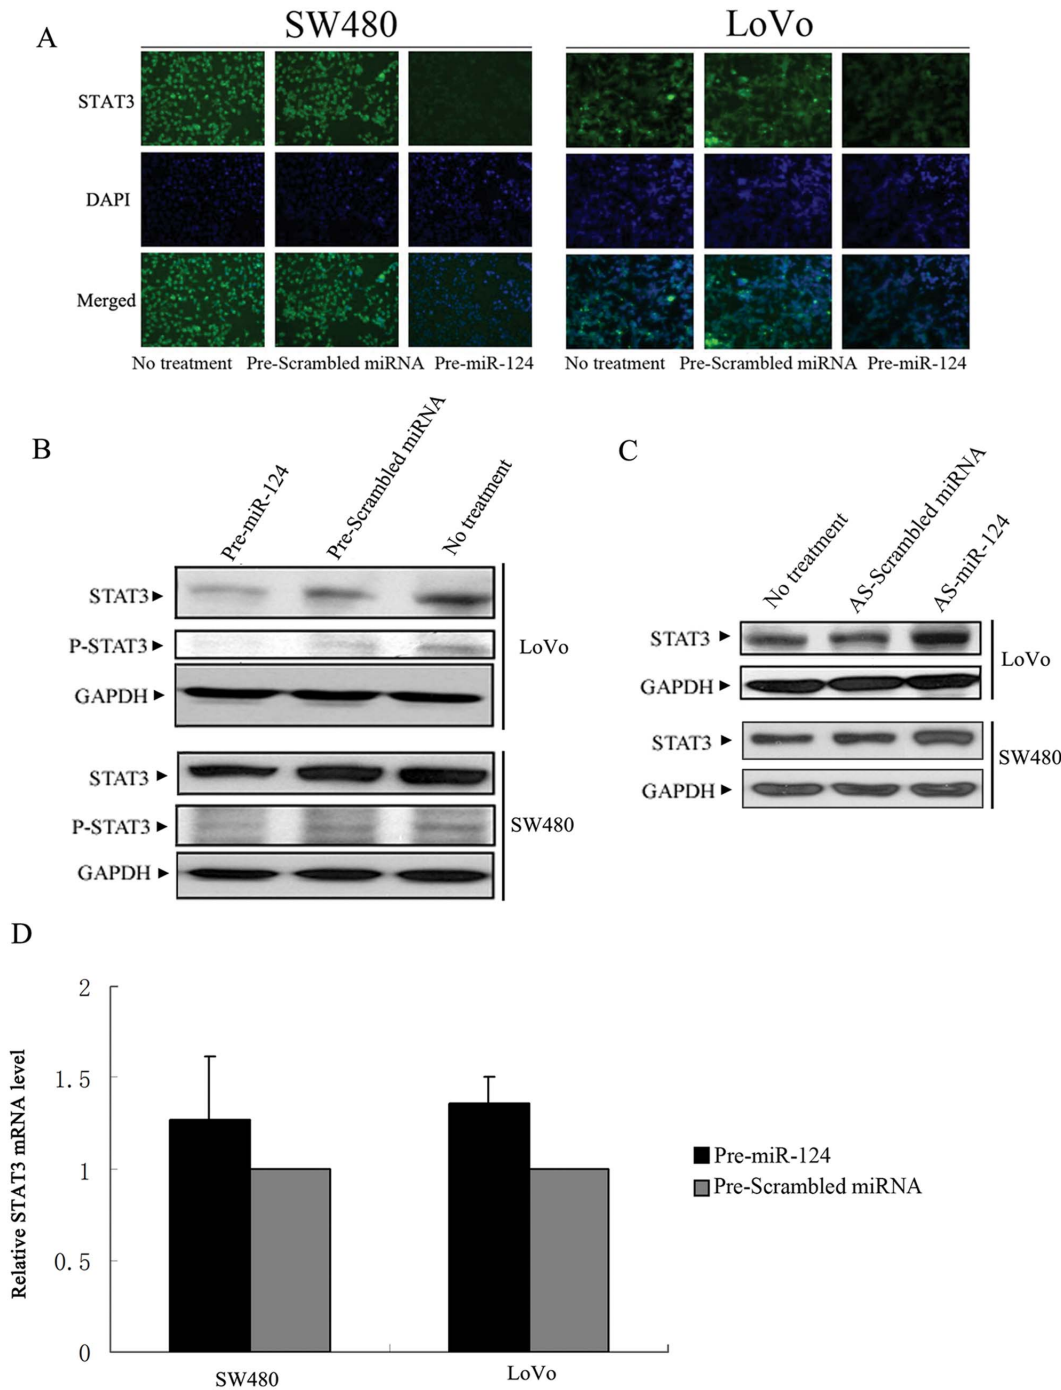 A
SW480
LoVo
STAT3
DAPI
Merged
No treatment Pre-Scrambled miRNA Pre-miR-124
No treatment Pre-Scrambled miRNA Pre-miR-124
B
Pre-miR-124
Pre-Scrambled miRNA
No treatment
STAT3
P-STAT3
GAPDH
LoVo
STAT3
P-STAT3
GAPDH
SW480
C
No treatment
AS-Scrambled miRNA
AS-miR-124
STAT3
GAPDH
LoVo
STAT3
GAPDH
SW480
D
Relative STAT3 mRNA level
2
1.5
1
0.5
0
SW480
LoVo
Pre-miR-124
Pre-Scrambled miRNA